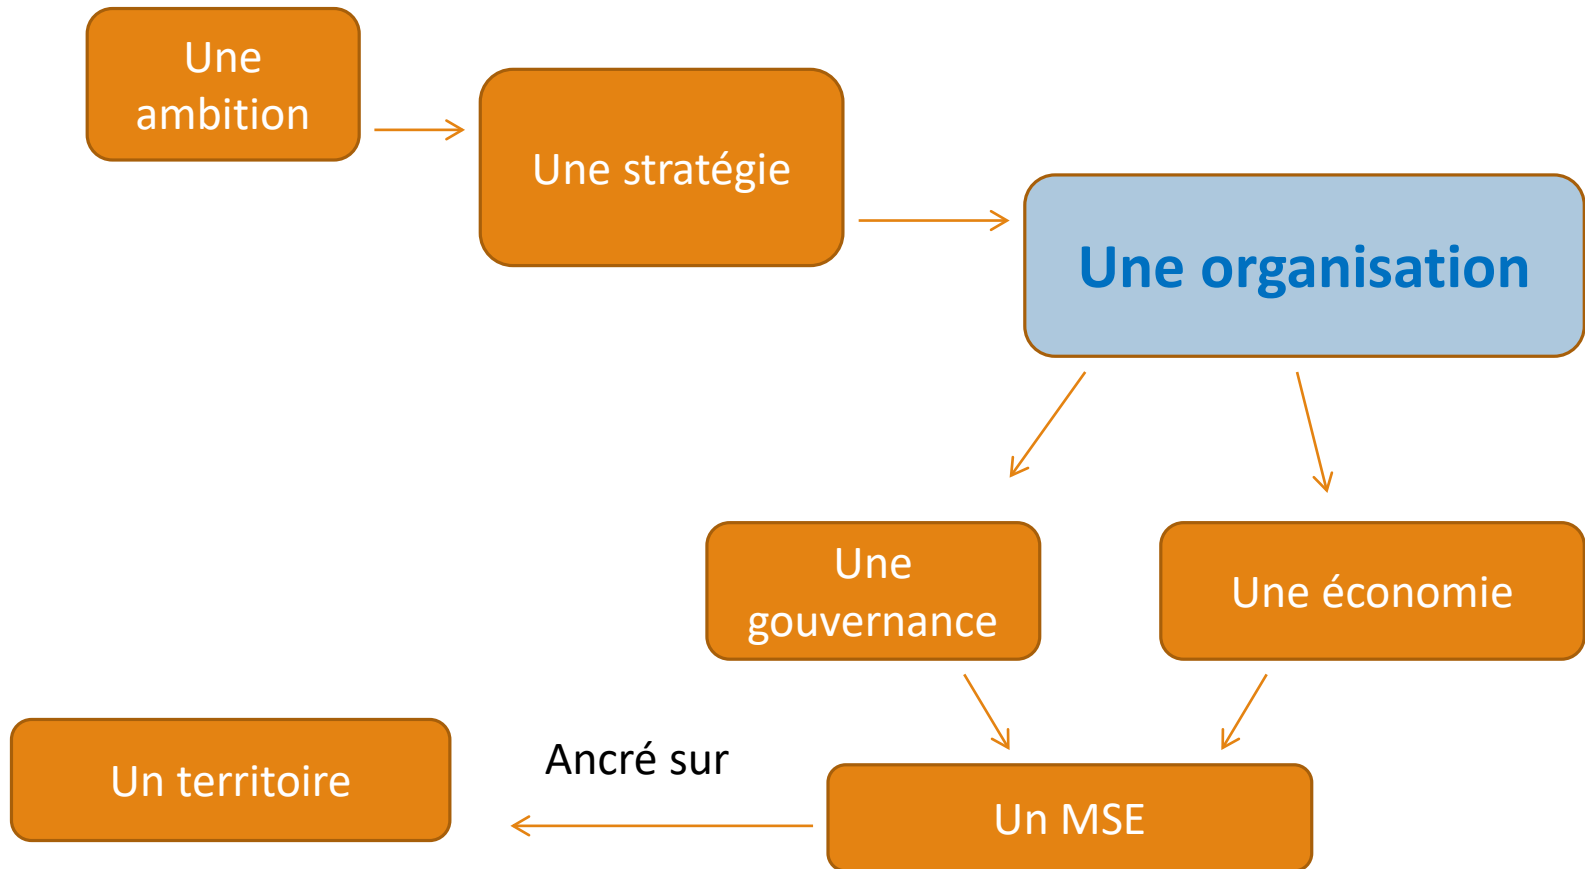 Une
ambition
Une stratégie
Une organisation
Une
gouvernance
Une économie
Un territoire
Ancré sur
Un MSE